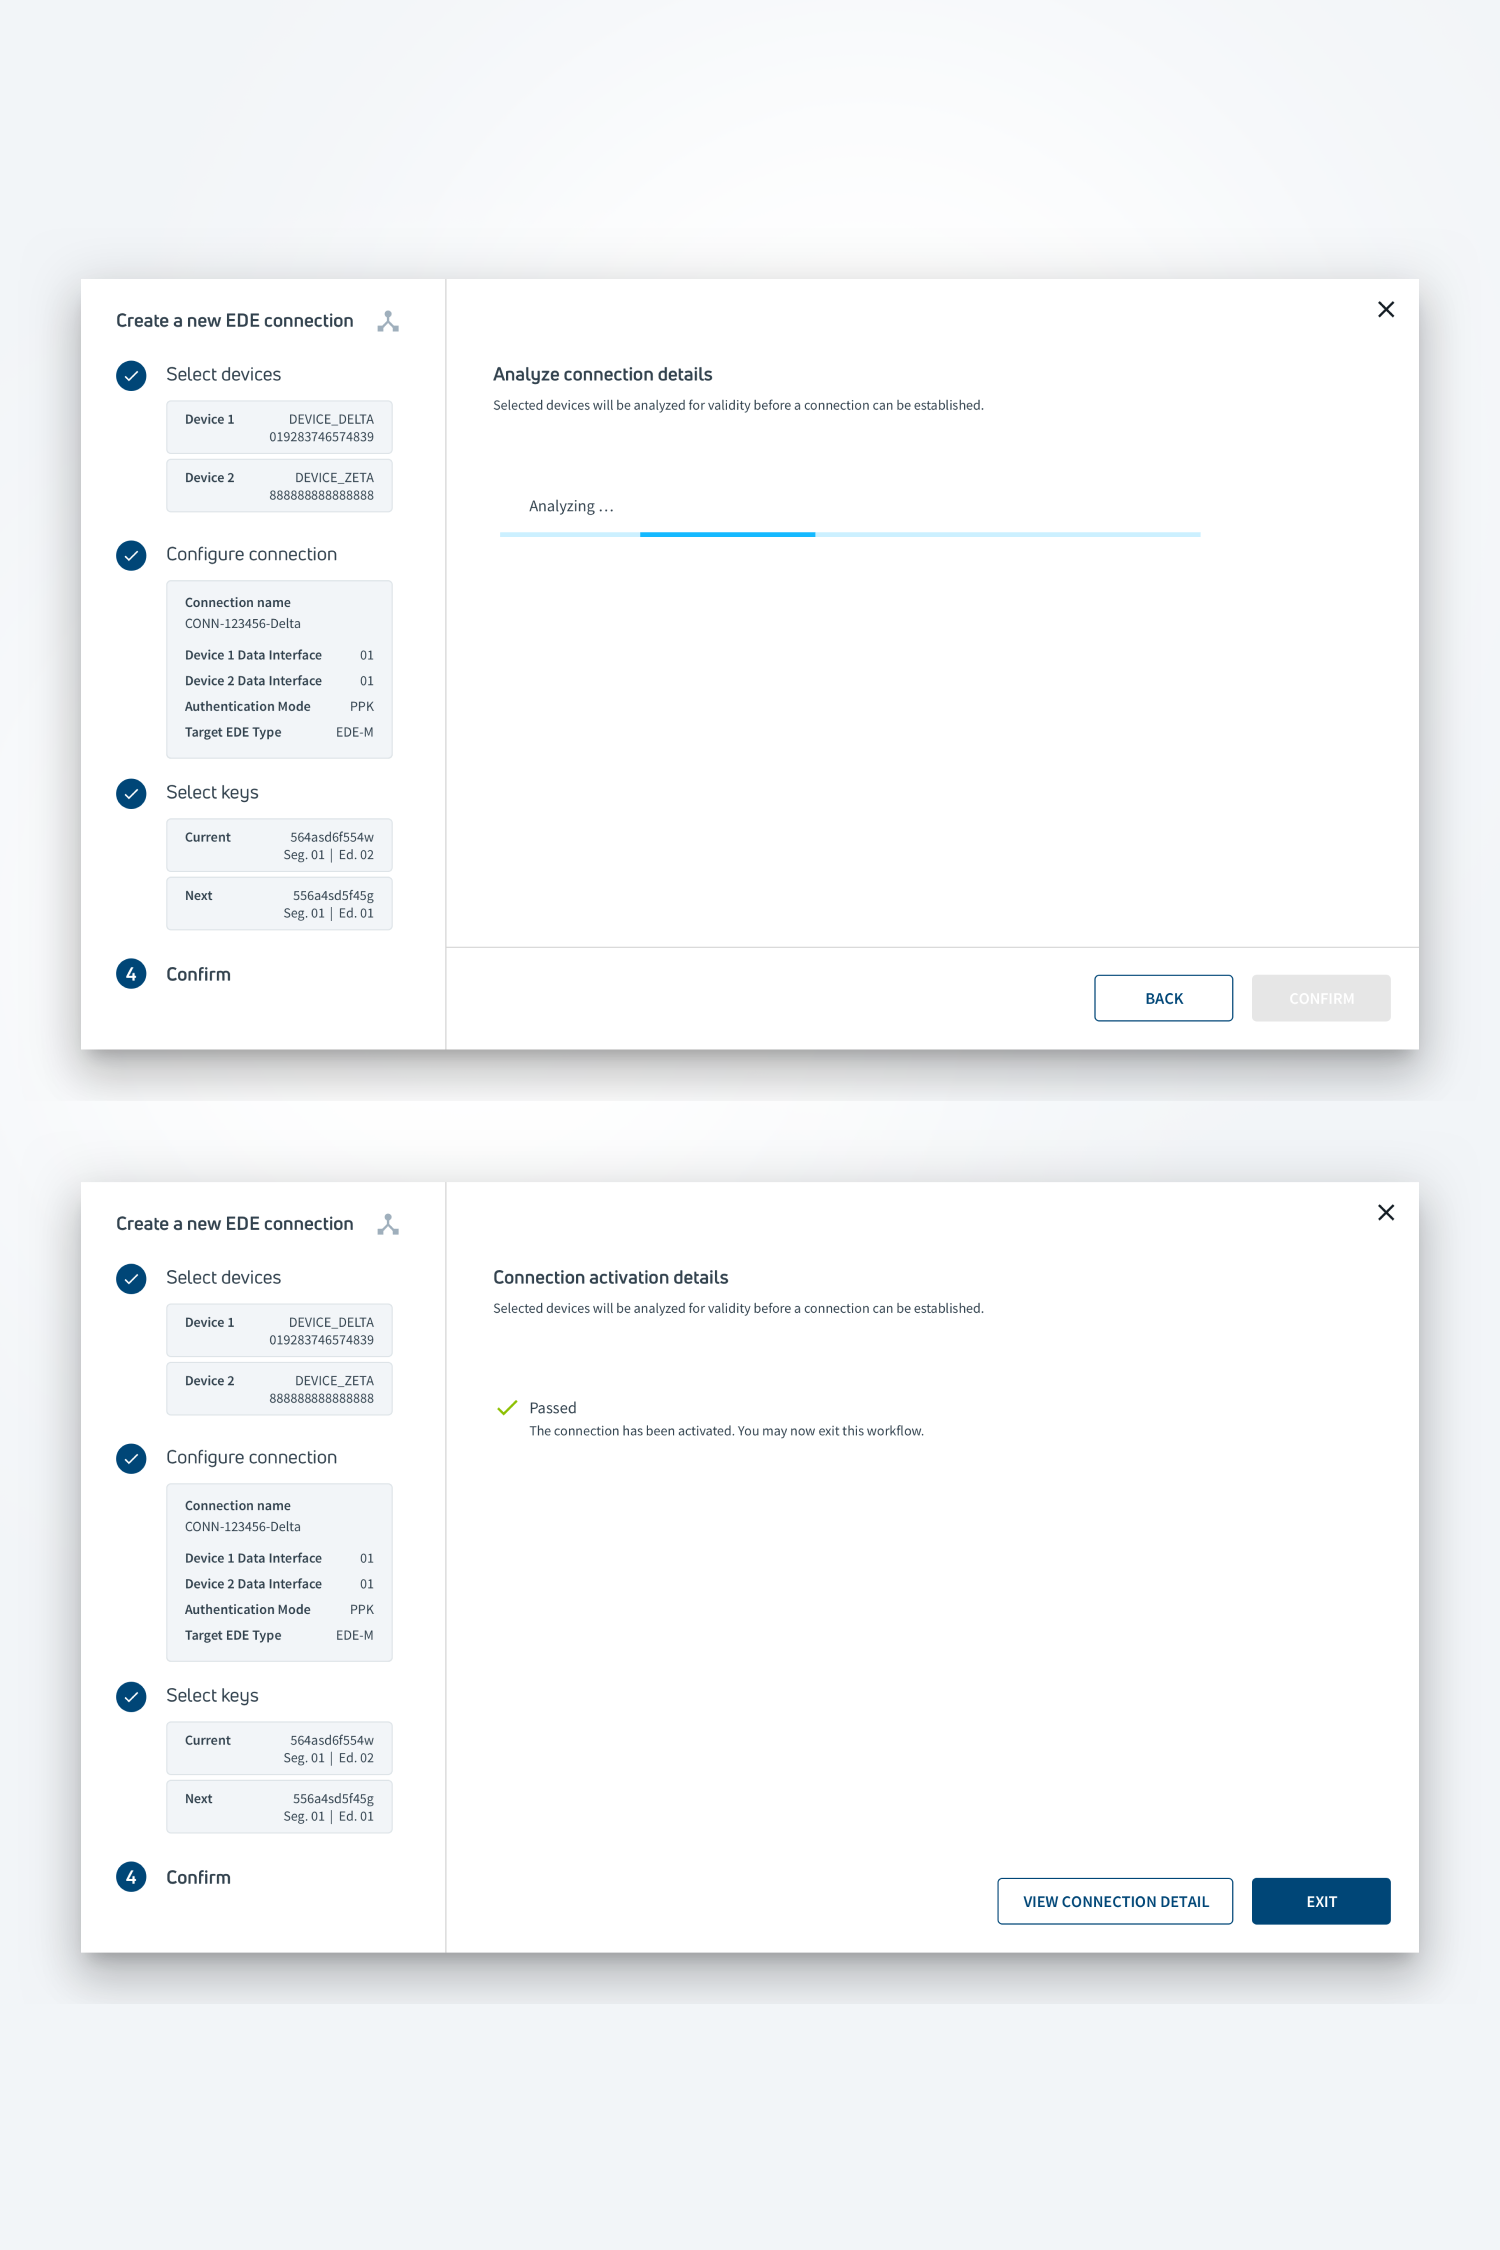 Create a new EDE connection
Select devices
Device 1 DEVICE_DELTA
019283746574839
Device 2 DEVICE_ZETA
888888888888888
Configure connection
Connection name
CONN-123456-Delta
Device 1 Data Interface 01
Device 2 Data Interface 01
Authentication Mode PPK
Target EDE Type EDE-M
Select keys
Current 564asd6f554w
Seg. 01 | Ed. 02
Next 556a4sd5f45g
Seg. 01 | Ed. 01
4 Confirm
Analyze connection details
Selected devices will be analyzed for validity before a connection can be established.
Analyzing ...
BACK CONFIRM
Create a new EDE connection
Select devices
Device 1 DEVICE_DELTA
019283746574839
Device 2 DEVICE_ZETA
888888888888888
Configure connection
Connection name
CONN-123456-Delta
Device 1 Data Interface 01
Device 2 Data Interface 01
Authentication Mode PPK
Target EDE Type EDE-M
Select keys
Current 564asd6f554w
Seg. 01 | Ed. 02
Next 556a4sd5f45g
Seg. 01 | Ed. 01
4 Confirm
Connection activation details
Selected devices will be analyzed for validity before a connection can be established.
Passed
The connection has been activated. You may now exit this workflow.
VIEW CONNECTION DETAIL EXIT